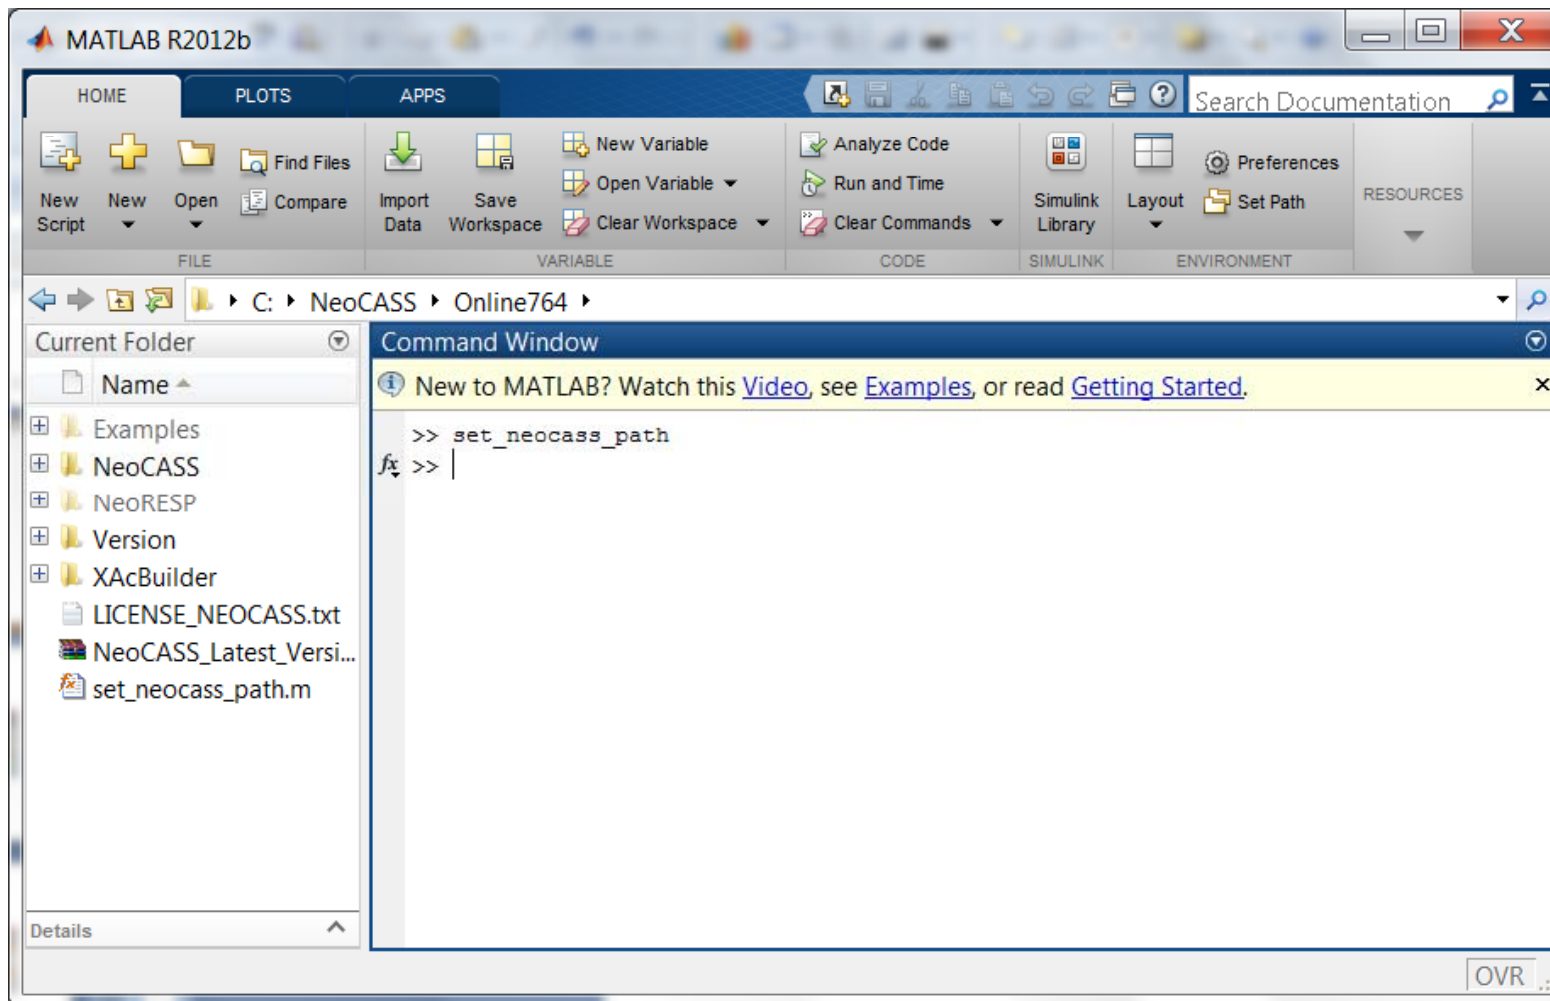 MATLAB R2012b
HOME PLOTS APPS
Search Documentation
New Script
New
Open
Find Files
Compare
FILE
Import Data
Save Workspace
New Variable
Open Variable
Clear Workspace
VARIABLE
Analyze Code
Run and Time
Clear Commands
CODE
Simulink Library
SIMULINK
Layout
Preferences
Set Path
ENVIRONMENT
RESOURCES
C: NeoCASS Online764
Current Folder
Name
Examples
NeoCASS
NeoRESP
Version
XAcBuilder
LICENSE_NEOCASS.txt
NeoCASS_Latest_Versi...
set_neocass_path.m
Details
Command Window
New to MATLAB? Watch this Video, see Examples, or read Getting Started.
>> set_neocass_path
fx >>
OVR